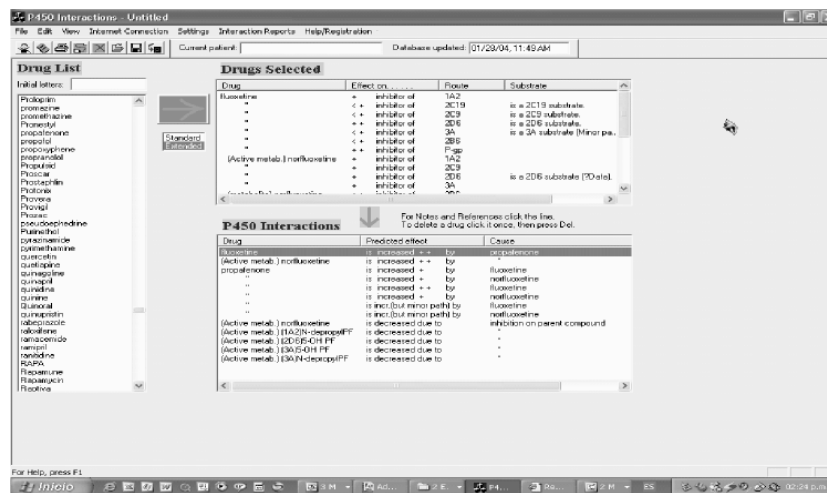 P450 Interactions - Untitled
File Edit View Internet Connection Settings Interaction Reports Help/Registration
Current patient: Database updated: 01/29/04, 11:49 AM
Drug List
Initial letters:
Proloprim
promazine
promethazine
Pronestyl
propafenone
propofol
propoxyphene
propranolol
Propulsid
Proscar
Prostaphlin
Protonix
Provera
Provigil
Prozac
pseudoephedrine
Purinethol
pyrazinamide
pyrimethamine
quercetin
quetiapine
quinagoline
quinapril
quinidine
quinine
Quinoral
quinupristin
rabeprazole
raloxifene
ramacemide
ramipril
ranitidine
RAPA
Rapamune
Rapamycin
Raptiva
Standard
Extended
Drugs Selected
Drug Effect on...... Route Substrate
fluoxetine + inhibitor of 1A2
" < + inhibitor of 2C19 is a 2C19 substrate.
" < + inhibitor of 2C9 is a 2C9 substrate.
" + + inhibitor of 2D6 is a 2D6 substrate.
" < + inhibitor of 3A is a 3A substrate (Minor pa..
" < + inhibitor of 2B6
" + + inhibitor of P-gp
(Active metab.) norfluoxetine + inhibitor of 1A2
" + inhibitor of 2C9
" + inhibitor of 2D6 is a 2D6 substrate [?Data].
" + inhibitor of 3A
P450 Interactions
For Notes and References click the line.
To delete a drug click it once, then press Del.
Drug Predicted effect Cause
fluoxetine is increased + + by propafenone
(Active metab.) norfluoxetine is increased + + by "
propafenone is increased + by fluoxetine
" is increased + by norfluoxetine
" is increased + + by fluoxetine
" is increased + by norfluoxetine
" is incr.(but minor path) by fluoxetine
" is incr.(but minor path) by norfluoxetine
(Active metab.) norfluoxetine is decreased due to inhibition on parent compound
(Active metab.) (1A2)N-depropylPF is decreased due to "
(Active metab.) (2D6)5-OH PF is decreased due to "
(Active metab.) (3A)5-OH PF is decreased due to "
(Active metab.) (3A)N-depropylPF is decreased due to "
For Help, press F1
Inicio 3 M Ad... 2 E. P4... Re... 2 M ES 02:24 p.m.